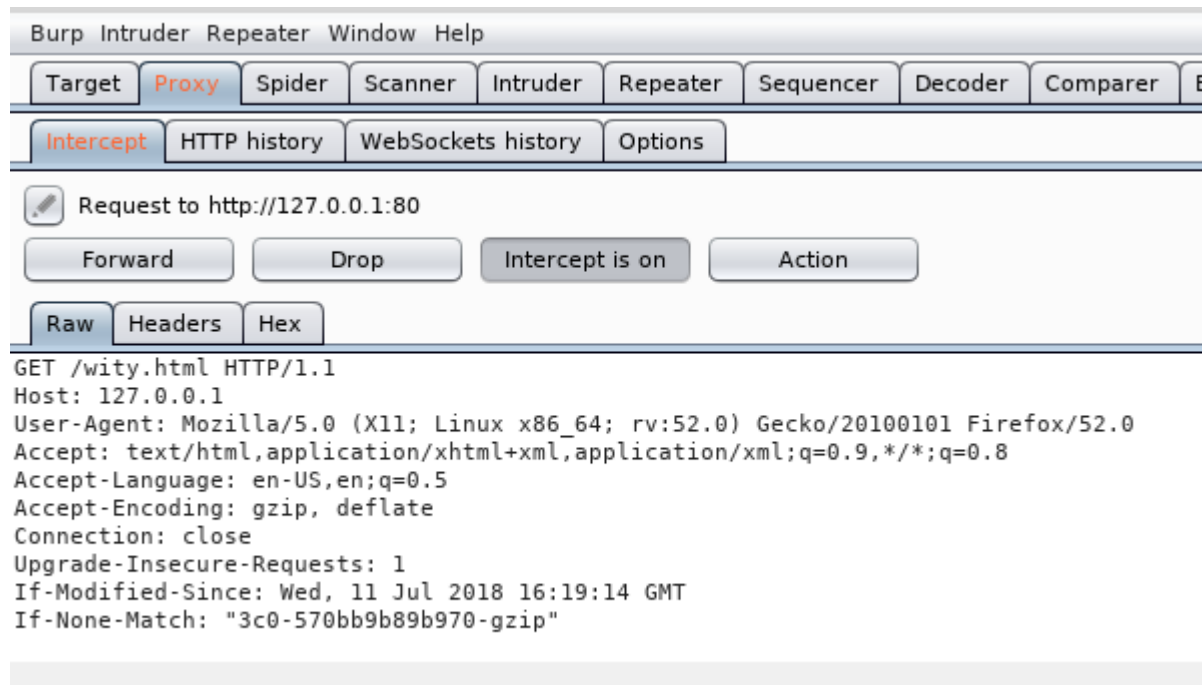 Burp Intruder Repeater Window Help
Target Proxy Spider Scanner Intruder Repeater Sequencer Decoder Comparer
Intercept HTTP history WebSockets history Options
Request to http://127.0.0.1:80
Forward Drop Intercept is on Action
Raw Headers Hex
GET /wity.html HTTP/1.1
Host: 127.0.0.1
User-Agent: Mozilla/5.0 (X11; Linux x86_64; rv:52.0) Gecko/20100101 Firefox/52.0
Accept: text/html,application/xhtml+xml,application/xml;q=0.9,*/*;q=0.8
Accept-Language: en-US,en;q=0.5
Accept-Encoding: gzip, deflate
Connection: close
Upgrade-Insecure-Requests: 1
If-Modified-Since: Wed, 11 Jul 2018 16:19:14 GMT
If-None-Match: "3c0-570bb9b89b970-gzip"